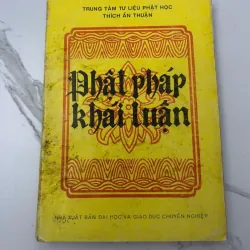 TRUNG TÂM TƯ LIỆU PHẬT HỌC
THÍCH ẤN THUẬN
Phật pháp
khái luận
NHÀ XUẤT BẢN ĐẠI HỌC VÀ GIÁO DỤC CHUYÊN NGHIỆP